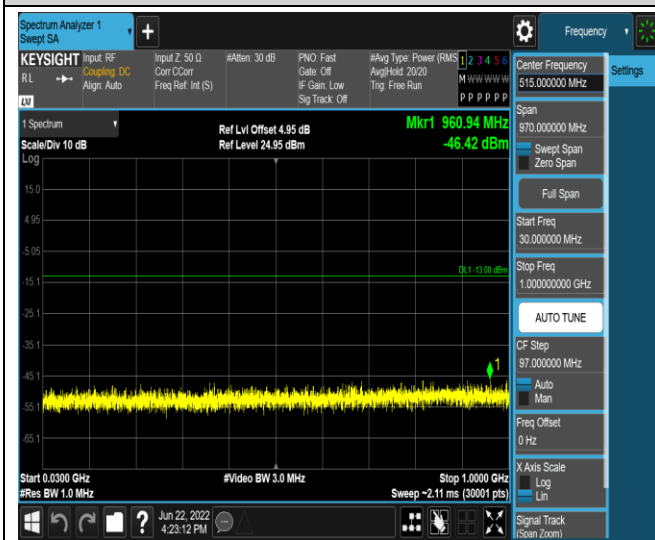 Spectrum Analyzer 1
Swept SA
+
Frequency
KEYSIGHT
RL
LXI
Input: RF
Coupling: DC
Align: Auto
Input Z: 50 Ω
Corr CCorr
Freq Ref: Int (S)
#Atten: 30 dB
PNO: Fast
Gate: Off
IF Gain: Low
Sig Track: Off
#Avg Type: Power (RMS
Avg|Hold: 20/20
Trig: Free Run
1 2 3 4 5 6
M W W W W W
P P P P P P
Center Frequency
515.000000 MHz
Settings
1 Spectrum
Scale/Div 10 dB
Ref Lvl Offset 4.95 dB
Ref Level 24.95 dBm
Mkr1 960.94 MHz
-46.42 dBm
Span
970.000000 MHz
Swept Span
Zero Span
Full Span
Start Freq
30.000000 MHz
Stop Freq
1.000000000 GHz
AUTO TUNE
CF Step
97.000000 MHz
Auto
Man
Freq Offset
0 Hz
X Axis Scale
Log
Lin
Signal Track
(Span Zoom)
Log
15.0
4.95
-5.05
-15.1
-25.1
-35.1
-45.1
-55.1
-65.1
DL1 -13.00 dBm
1
Start 0.0300 GHz
#Res BW 1.0 MHz
#Video BW 3.0 MHz
Stop 1.0000 GHz
Sweep ~2.11 ms (30001 pts)
?
Jun 22, 2022
4:23:12 PM